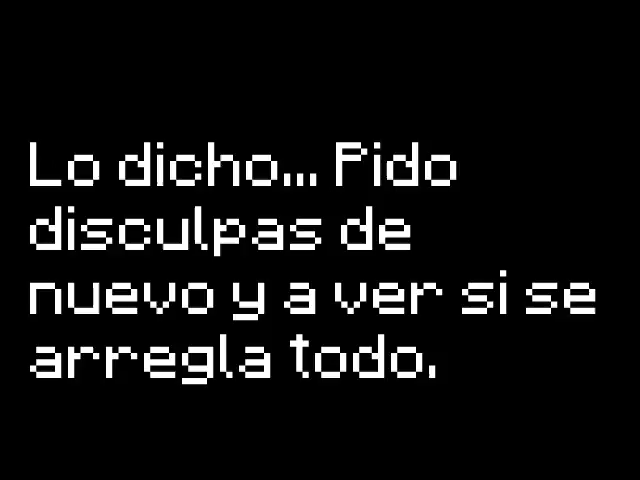 Lo dicho... Pido
disculpas de
nuevo y a ver si se
arregla todo.